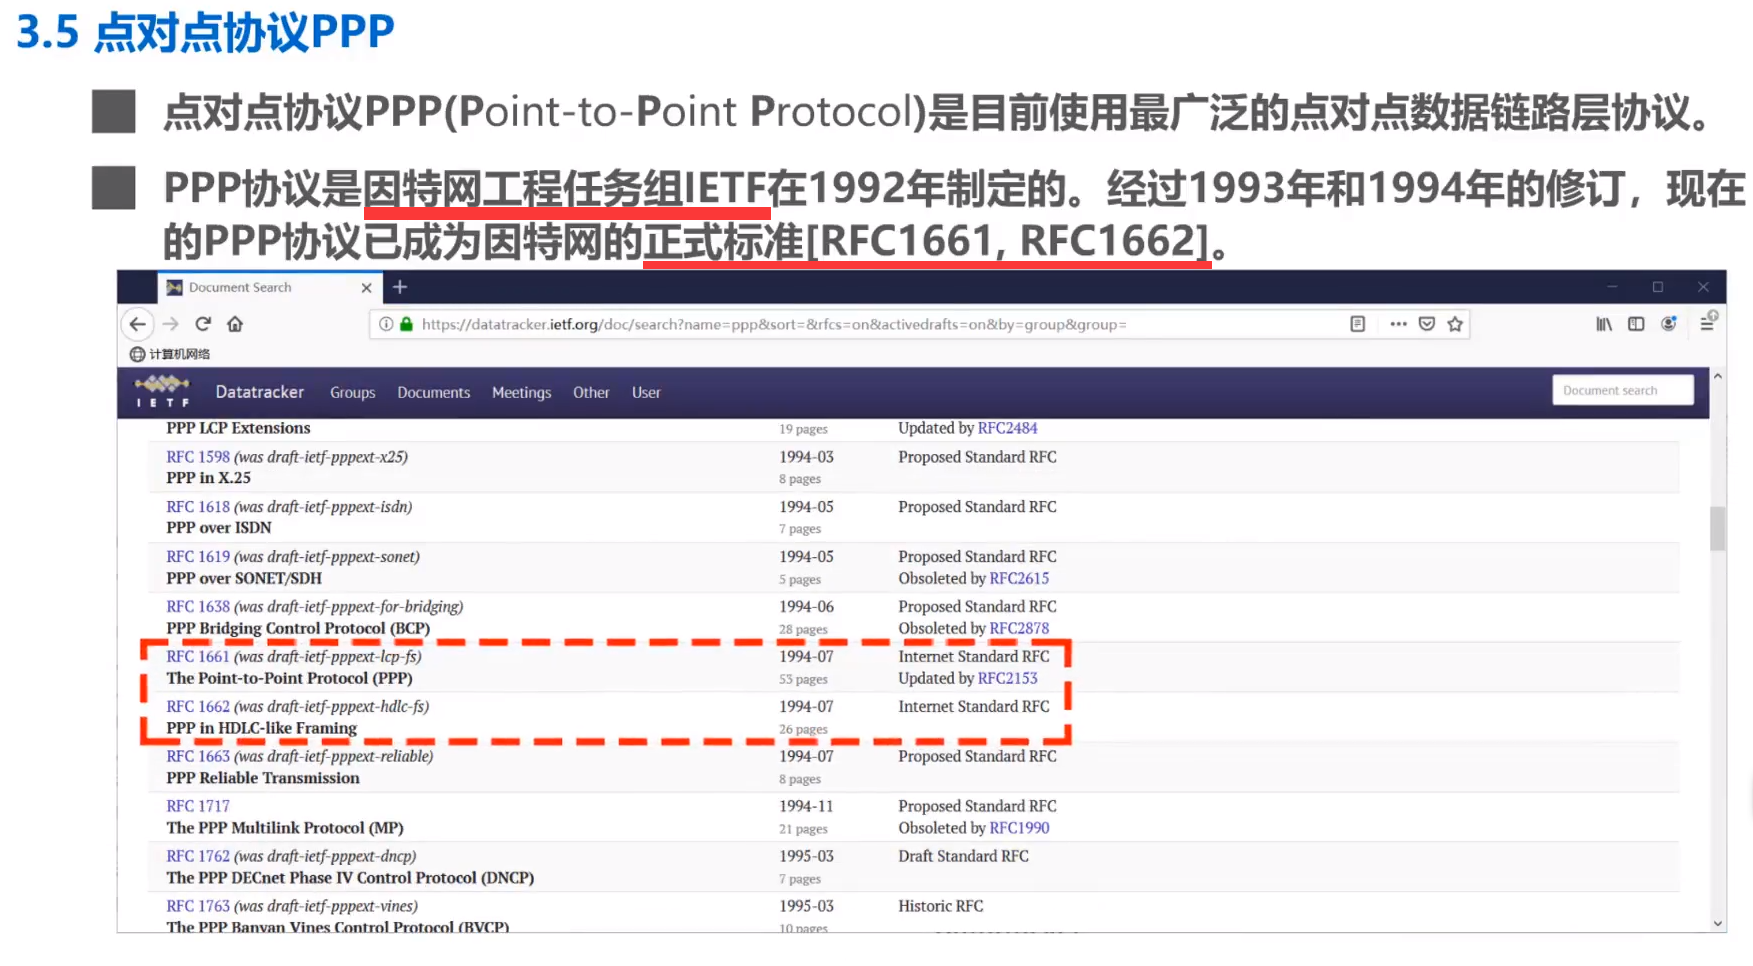 3.5 点对点协议PPP
点对点协议PPP(Point-to-Point Protocol)是目前使用最广泛的点对点数据链路层协议。
PPP协议是因特网工程任务组IETF在1992年制定的。经过1993年和1994年的修订，现在
的PPP协议已成为因特网的正式标准[RFC1661, RFC1662]。
Document Search
https://datatracker.ietf.org/doc/search?name=ppp&sort=&rfcs=on&activedrafts=on&by=group&group=
计算机网络
IETF Datatracker Groups Documents Meetings Other User Document search
PPP LCP Extensions 19 pages Updated by RFC2484
RFC 1598 (was draft-ietf-pppext-x25) 1994-03 Proposed Standard RFC
PPP in X.25 8 pages
RFC 1618 (was draft-ietf-pppext-isdn) 1994-05 Proposed Standard RFC
PPP over ISDN 7 pages
RFC 1619 (was draft-ietf-pppext-sonet) 1994-05 Proposed Standard RFC
PPP over SONET/SDH 5 pages Obsoleted by RFC2615
RFC 1638 (was draft-ietf-pppext-for-bridging) 1994-06 Proposed Standard RFC
PPP Bridging Control Protocol (BCP) 28 pages Obsoleted by RFC2878
RFC 1661 (was draft-ietf-pppext-lcp-fs) 1994-07 Internet Standard RFC
The Point-to-Point Protocol (PPP) 53 pages Updated by RFC2153
RFC 1662 (was draft-ietf-pppext-hdlc-fs) 1994-07 Internet Standard RFC
PPP in HDLC-like Framing 26 pages
RFC 1663 (was draft-ietf-pppext-reliable) 1994-07 Proposed Standard RFC
PPP Reliable Transmission 8 pages
RFC 1717 1994-11 Proposed Standard RFC
The PPP Multilink Protocol (MP) 21 pages Obsoleted by RFC1990
RFC 1762 (was draft-ietf-pppext-dncp) 1995-03 Draft Standard RFC
The PPP DECnet Phase IV Control Protocol (DNCP) 7 pages
RFC 1763 (was draft-ietf-pppext-vines) 1995-03 Historic RFC
The PPP Banyan Vines Control Protocol (BVCP) 10 pages